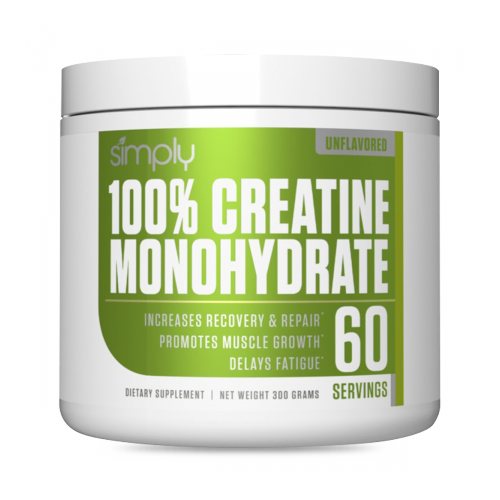 simply
UNFLAVORED
100% CREATINE
MONOHYDRATE
INCREASES RECOVERY & REPAIR*
PROMOTES MUSCLE GROWTH*
DELAYS FATIGUE*
60
SERVINGS
DIETARY SUPPLEMENT | NET WEIGHT 300 GRAMS